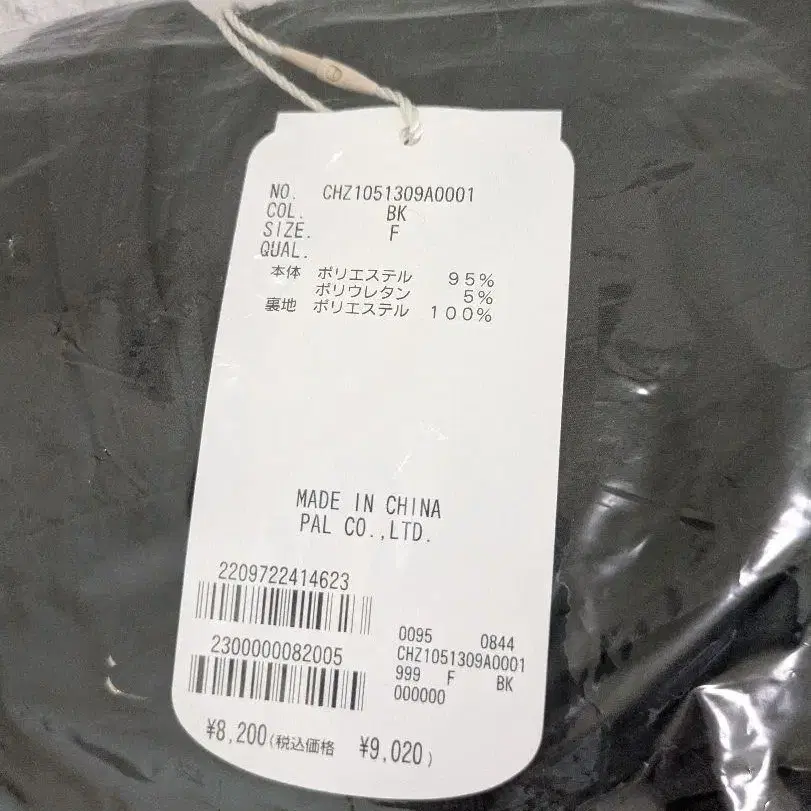 NO. CHZ1051309A0001
COL. BK
SIZE. F
QUAL.
本体 ポリエステル 95%
ポリウレタン 5%
裏地 ポリエステル 100%
MADE IN CHINA
PAL CO.,LTD.
2209722414623
2300000082005
0095 0844
CHZ1051309A0001
999 F BK
000000
¥8,200(税込価格 ¥9,020)